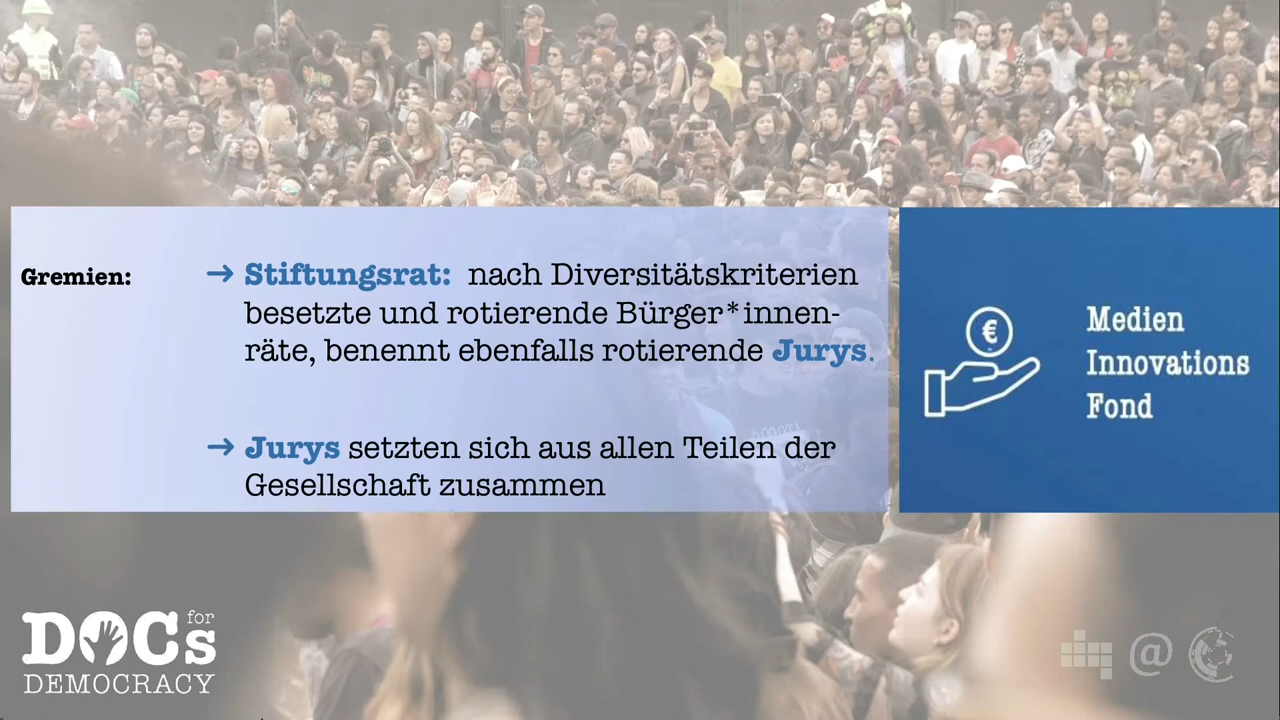 Gremien:
→ Stiftungsrat: nach Diversitätskriterien
besetzte und rotierende Bürger*innen-
räte, benennt ebenfalls rotierende Jurys.
→ Jurys setzten sich aus allen Teilen der
Gesellschaft zusammen
€
Medien
Innovations
Fond
DOCs for
DEMOCRACY
@